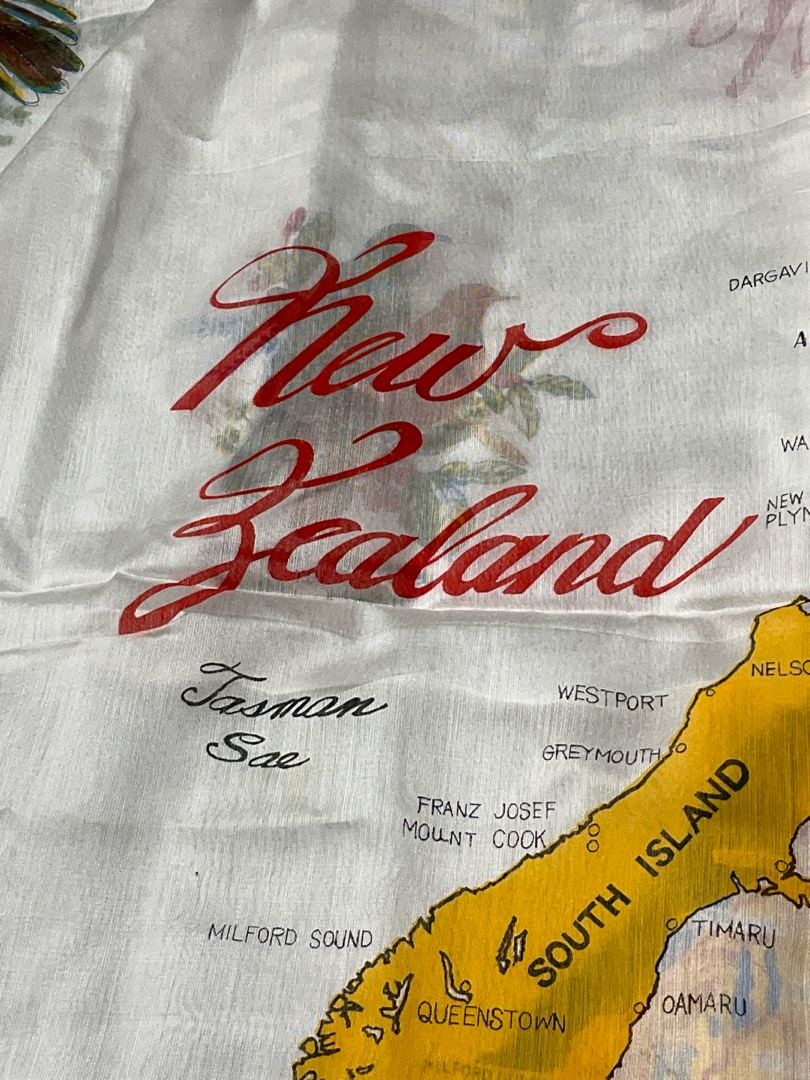 New
Zealand
DARGAVI
A
WA
NEW
PLYN
Tasman
Sae
NELSO
WESTPORT
GREYMOUTH
FRANZ JOSEF
MOUNT COOK
SOUTH ISLAND
MILFORD SOUND
TIMARU
QUEENSTOWN
OAMARU